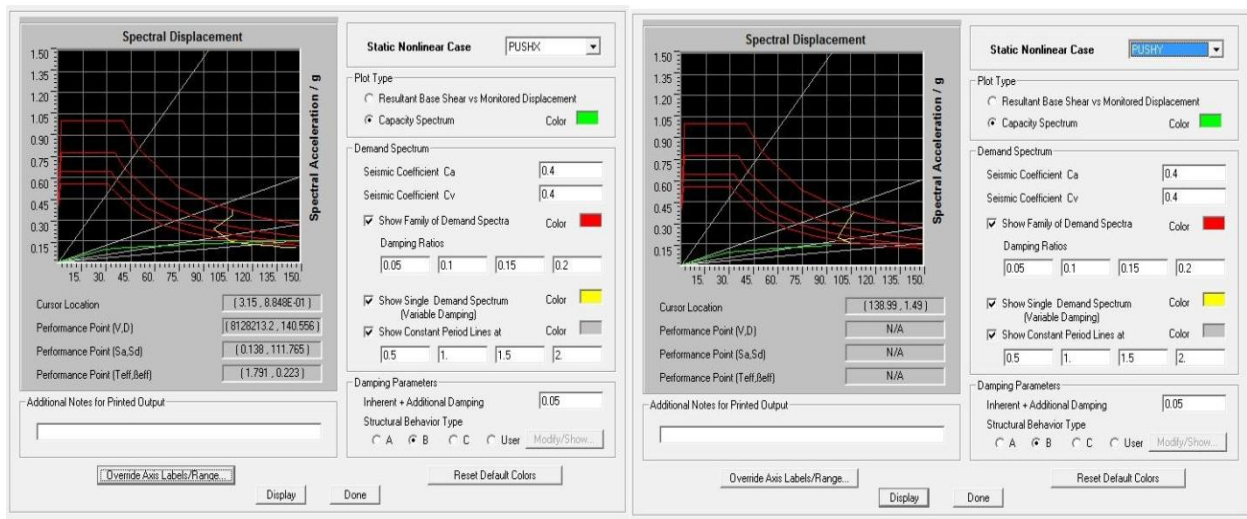 Spectral Displacement
1.50
1.35
1.20
1.05
0.90
0.75
0.60
0.45
0.30
0.15
15. 30. 45. 60. 75. 90. 105. 120. 135. 150.
Spectral Acceleration / g
Cursor Location ( 3.15 , 8.848E-01 )
Performance Point (V,D) ( 8128213.2 , 140.556 )
Performance Point (Sa,Sd) ( 0.138 , 111.765 )
Performance Point (Teff,βeff) ( 1.791 , 0.223 )
Additional Notes for Printed Output
Static Nonlinear Case PUSHX
Plot Type
Resultant Base Shear vs Monitored Displacement
Capacity Spectrum Color
Demand Spectrum
Seismic Coefficient Ca 0.4
Seismic Coefficient Cv 0.4
Show Family of Demand Spectra Color
Damping Ratios
0.05 0.1 0.15 0.2
Show Single Demand Spectrum Color
(Variable Damping)
Show Constant Period Lines at Color
0.5 1. 1.5 2.
Damping Parameters
Inherent + Additional Damping 0.05
Structural Behavior Type
A B C User Modify/Show...
Override Axis Labels/Range... Reset Default Colors
Display Done
Spectral Displacement
1.50
1.35
1.20
1.05
0.90
0.75
0.60
0.45
0.30
0.15
15. 30. 45. 60. 75. 90. 105. 120. 135. 150.
Spectral Acceleration / g
Cursor Location ( 138.99 , 1.49 )
Performance Point (V,D) N/A
Performance Point (Sa,Sd) N/A
Performance Point (Teff,βeff) N/A
Additional Notes for Printed Output
Static Nonlinear Case PUSHY
Plot Type
Resultant Base Shear vs Monitored Displacement
Capacity Spectrum Color
Demand Spectrum
Seismic Coefficient Ca 0.4
Seismic Coefficient Cv 0.4
Show Family of Demand Spectra Color
Damping Ratios
0.05 0.1 0.15 0.2
Show Single Demand Spectrum Color
(Variable Damping)
Show Constant Period Lines at Color
0.5 1. 1.5 2.
Damping Parameters
Inherent + Additional Damping 0.05
Structural Behavior Type
A B C User Modify/Show...
Override Axis Labels/Range... Reset Default Colors
Display Done